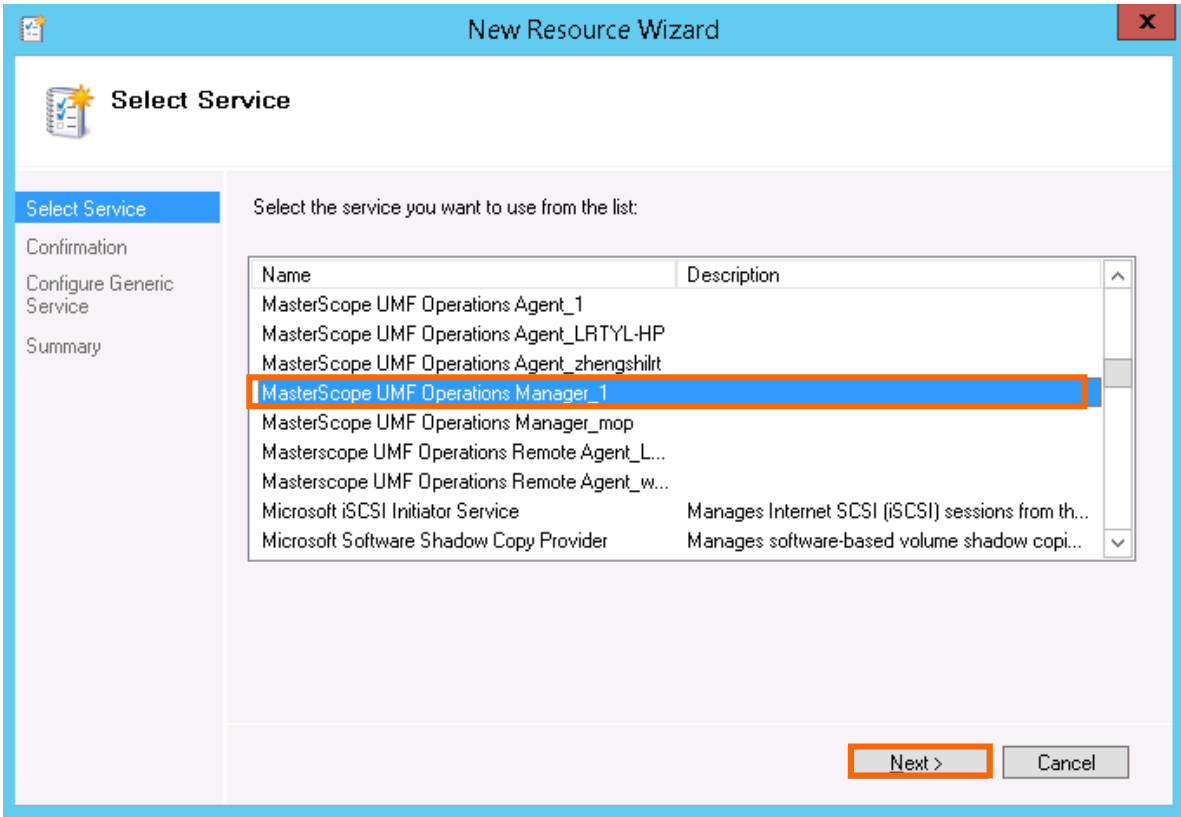 New Resource Wizard
x
Select Service
Select Service
Confirmation
Configure Generic
Service
Summary
Select the service you want to use from the list:
Name Description
MasterScope UMF Operations Agent_1
MasterScope UMF Operations Agent_LRTYL-HP
MasterScope UMF Operations Agent_zhengshilrt
MasterScope UMF Operations Manager_1
MasterScope UMF Operations Manager_mop
Masterscope UMF Operations Remote Agent_L...
Masterscope UMF Operations Remote Agent_w...
Microsoft iSCSI Initiator Service Manages Internet SCSI (iSCSI) sessions from th...
Microsoft Software Shadow Copy Provider Manages software-based volume shadow copi...
Next > Cancel